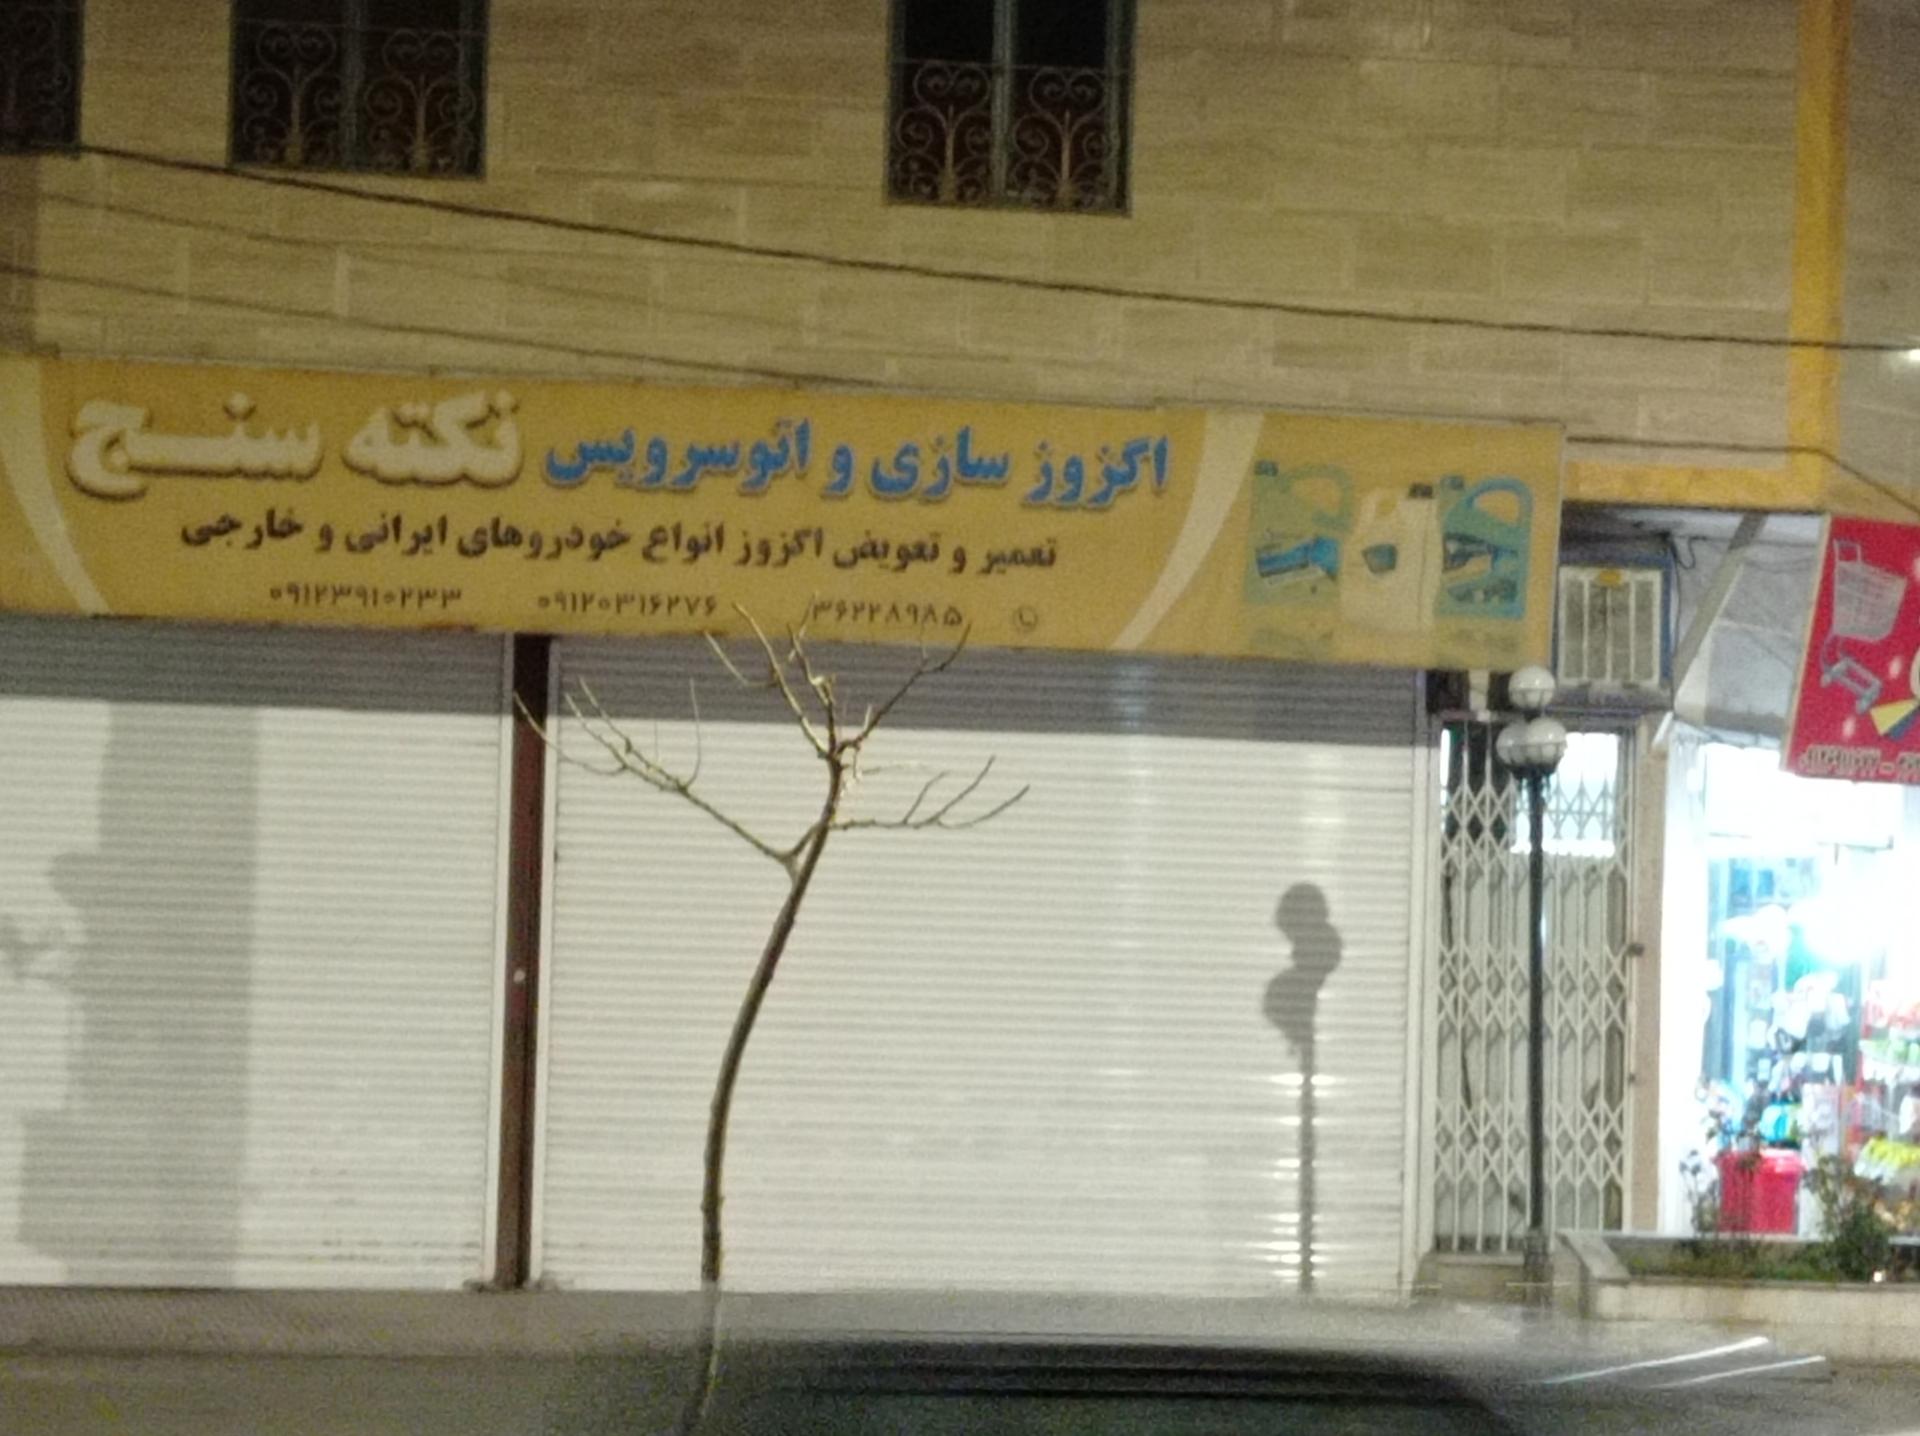 اگزوز سازی و اتوسرویس نکته سنج
تعمیر و تعویض اگزوز انواع خودروهای ایرانی و خارجی
۳۶۲۲۸۹۸۵ ۰۹۱۲۰۳۱۶۲۷۶ ۰۹۱۲۳۹۱۰۲۳۳